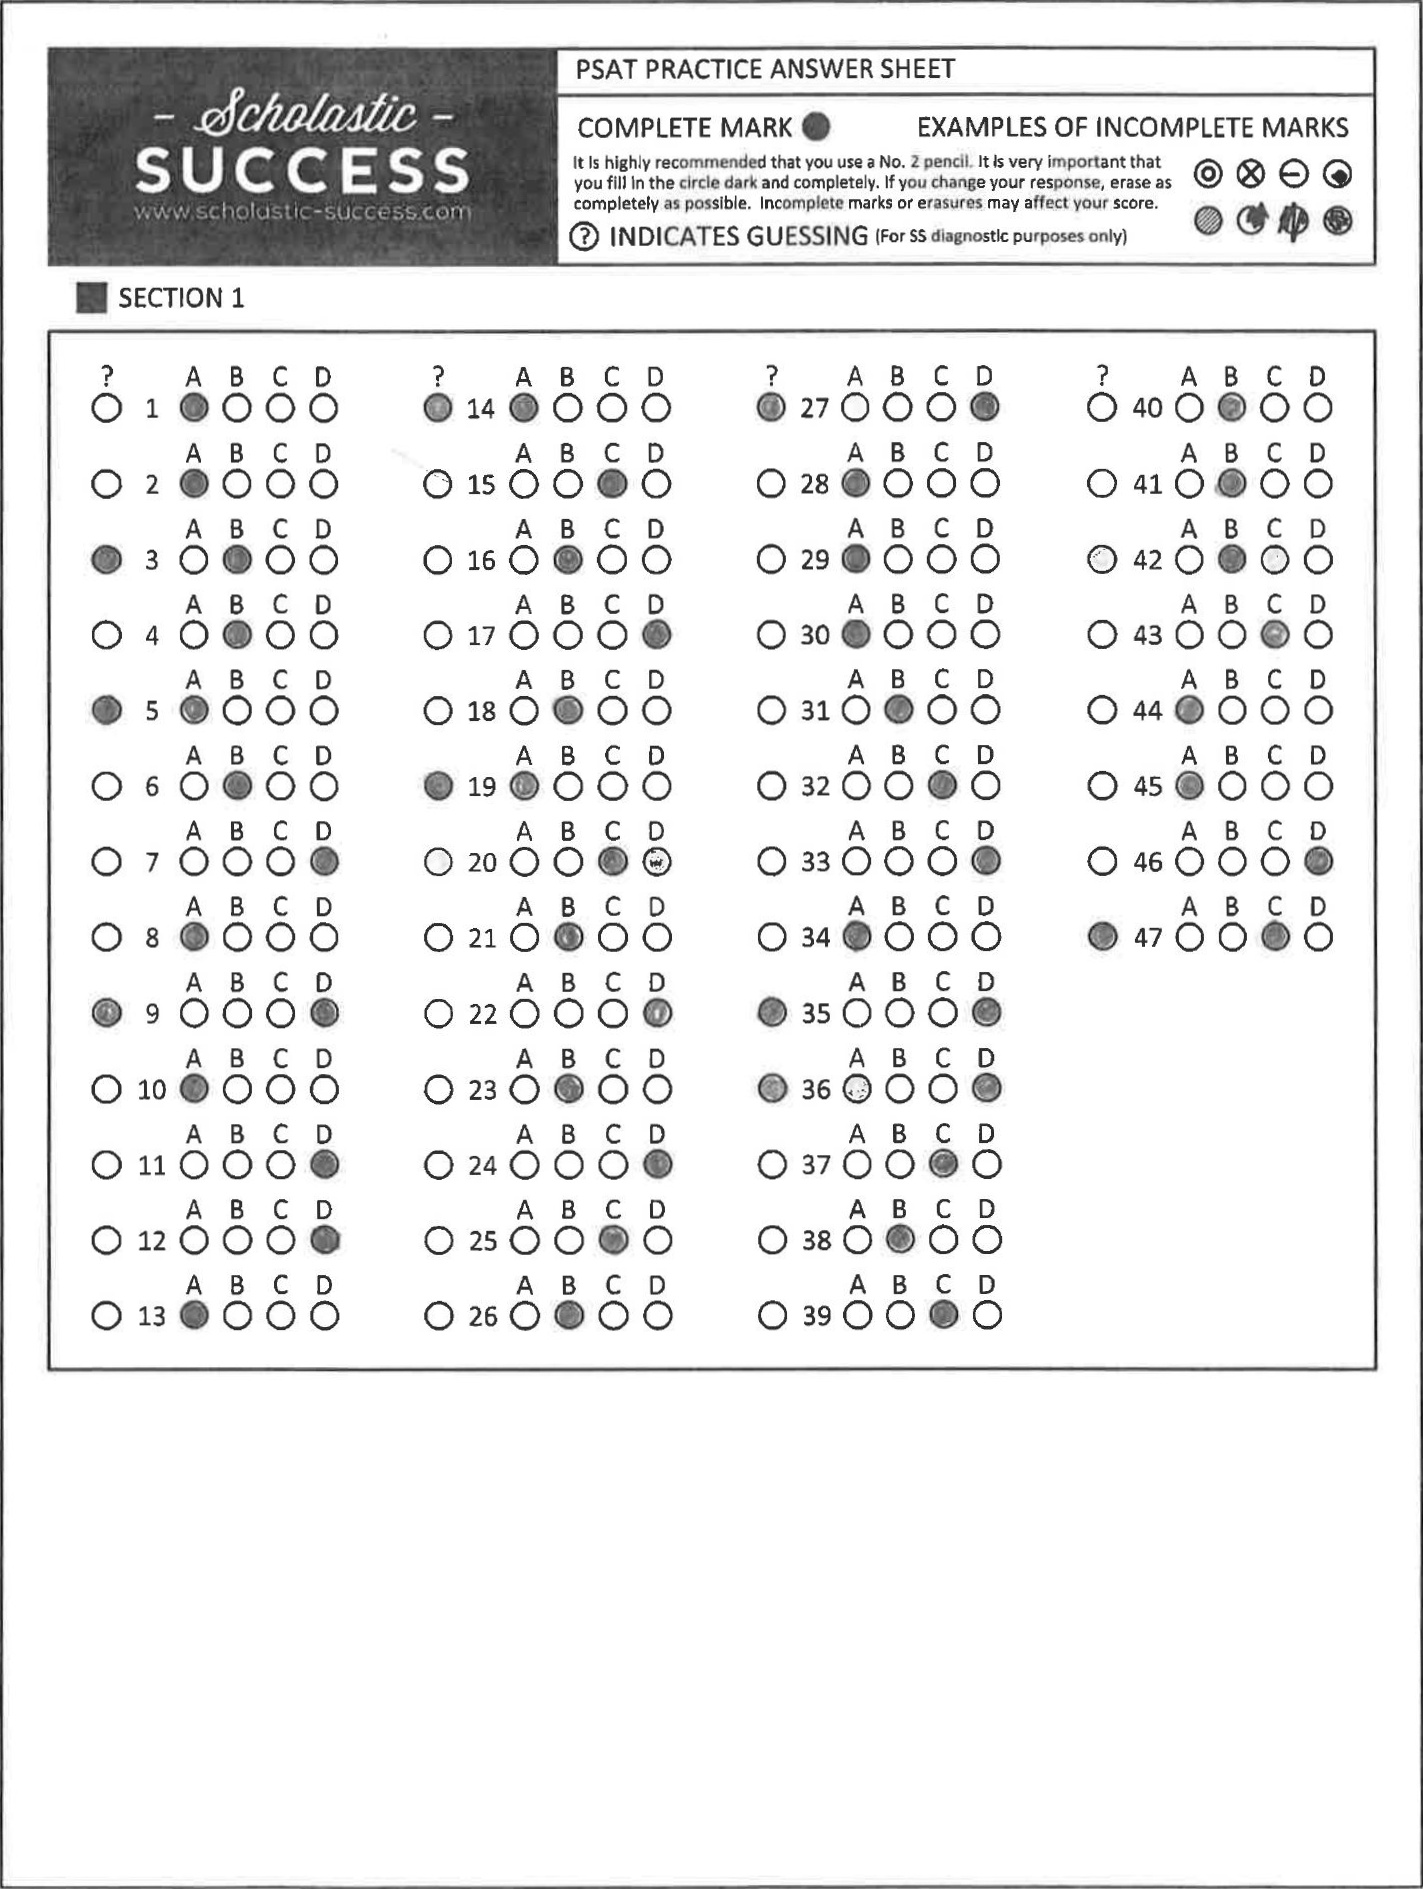 - Scholastic -
SUCCESS
www.scholastic-success.com
PSAT PRACTICE ANSWER SHEET
COMPLETE MARK EXAMPLES OF INCOMPLETE MARKS
It is highly recommended that you use a No. 2 pencil. It is very important that
you fill in the circle dark and completely. If you change your response, erase as
completely as possible. Incomplete marks or erasures may affect your score.
? INDICATES GUESSING (For SS diagnostic purposes only)
SECTION 1
? A B C D
1
A B C D
2
A B C D
3
A B C D
4
A B C D
5
A B C D
6
A B C D
7
A B C D
8
A B C D
9
A B C D
10
A B C D
11
A B C D
12
A B C D
13
? A B C D
14
A B C D
15
A B C D
16
A B C D
17
A B C D
18
A B C D
19
A B C D
20
A B C D
21
A B C D
22
A B C D
23
A B C D
24
A B C D
25
A B C D
26
? A B C D
27
A B C D
28
A B C D
29
A B C D
30
A B C D
31
A B C D
32
A B C D
33
A B C D
34
A B C D
35
A B C D
36
A B C D
37
A B C D
38
A B C D
39
? A B C D
40
A B C D
41
A B C D
42
A B C D
43
A B C D
44
A B C D
45
A B C D
46
A B C D
47